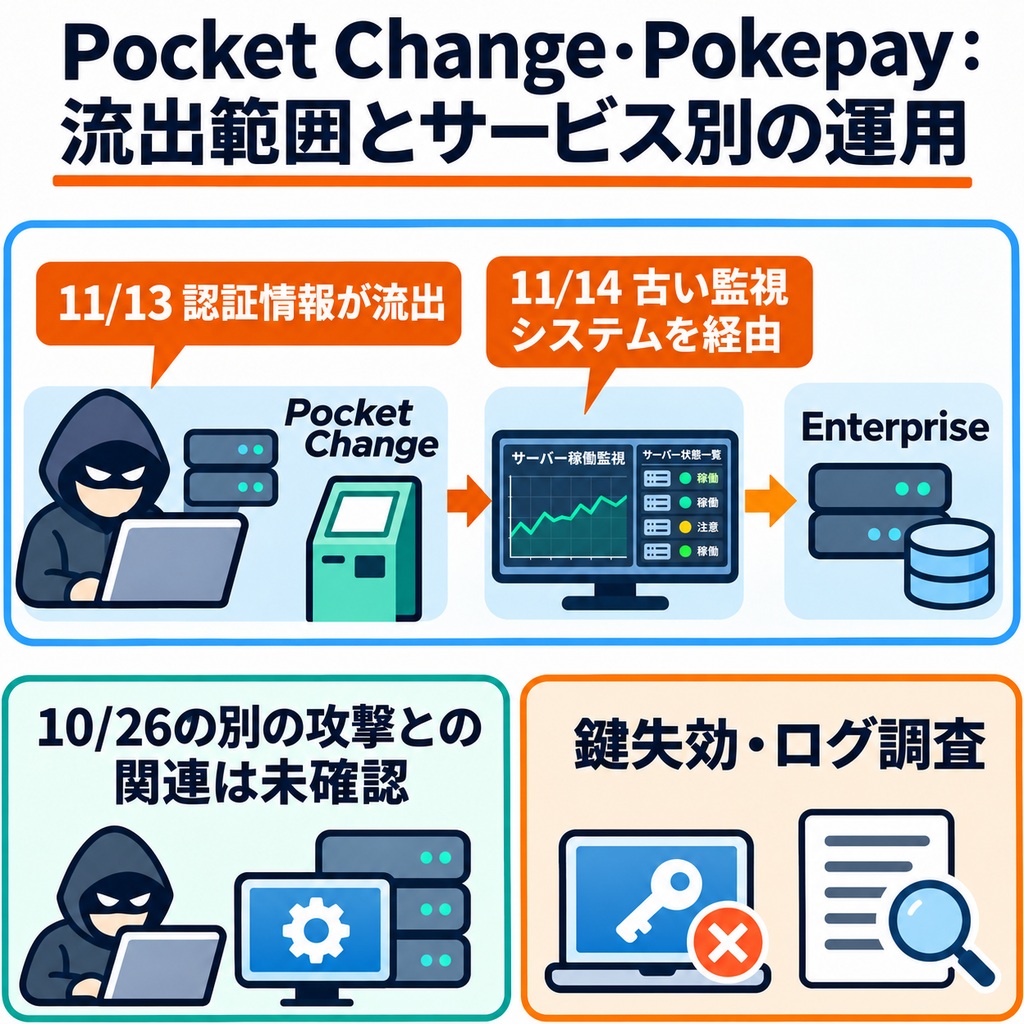 Pocket Change・Pokepay：
流出範囲とサービス別の運用
11/13 認証情報が流出
11/14 古い監視
システムを経由
Pocket
Change
サーバー稼働監視
サーバー状態一覧
稼働
稼働
注意
稼働
Enterprise
10/26の別の攻撃との
関連は未確認
鍵失効・ログ調査